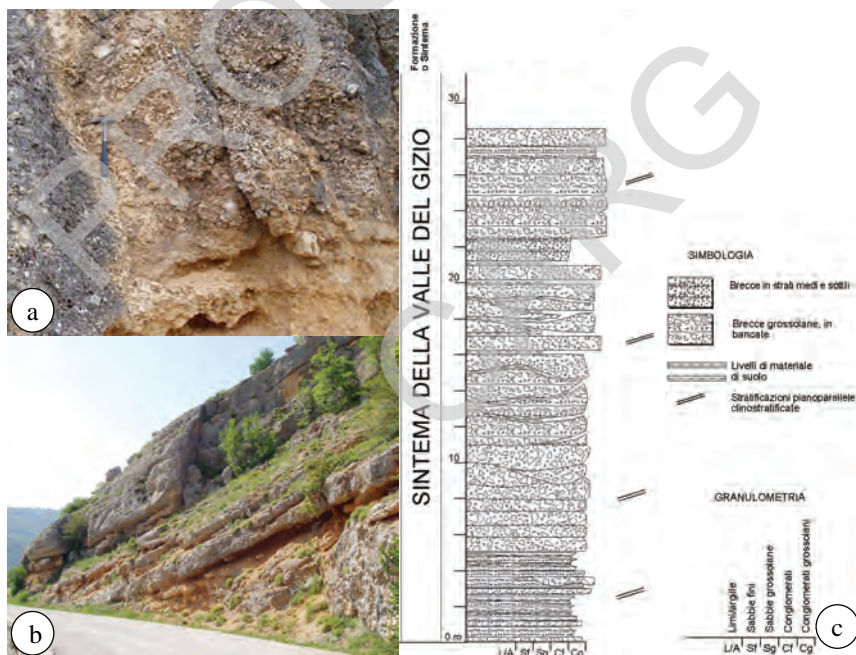 PROGETTO CARG
a
b
c
Formazione
o Sintema
SINTEMA DELLA VALLE DEL GIZIO
30
20
10
0 m
L/A Sf Sg Cf Cg
SIMBOLOGIA
Brecce in strati medi e sottili
Brecce grossolane, in
bancate
Livelli di materiale
di suolo
Stratificazioni pianoparallele
clinostratificate
GRANULOMETRIA
Limi/argille
Sabbie fini
Sabbie grossolane
Conglomerati
Conglomerati grossolani
L/A Sf Sg Cf Cg